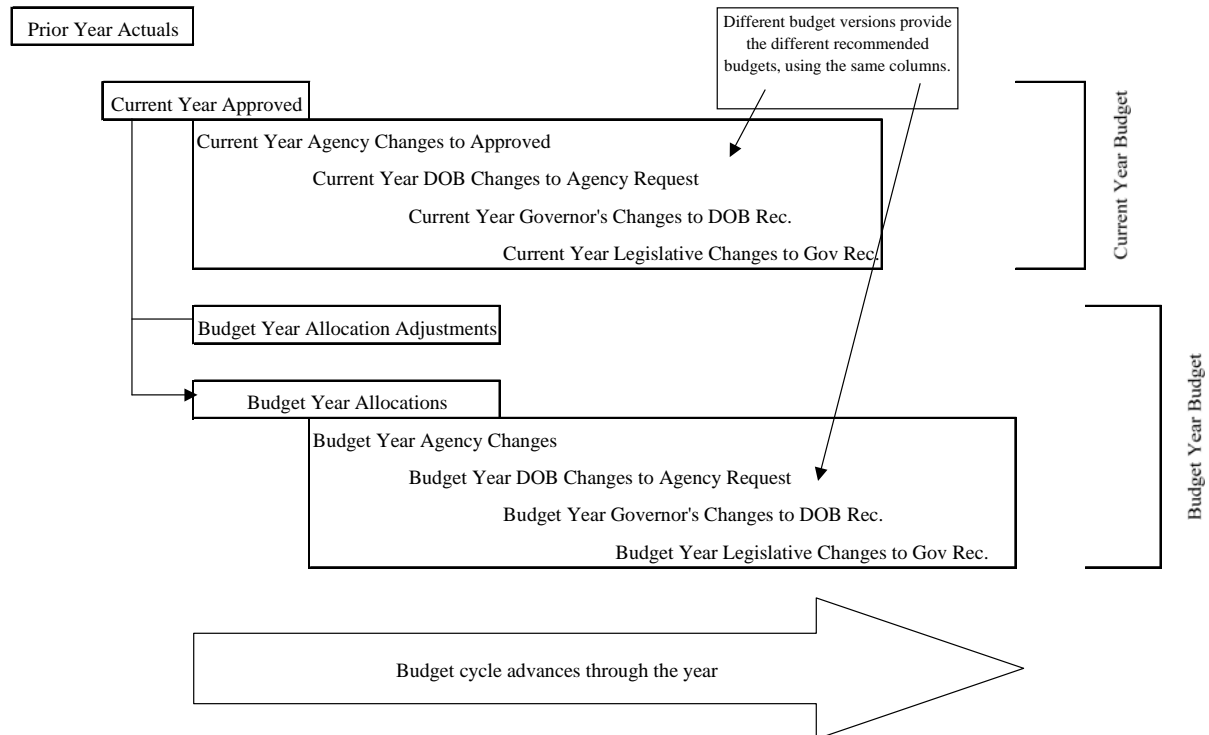 Prior Year Actuals
Different budget versions provide
the different recommended
budgets, using the same columns.
Current Year Approved
Current Year Agency Changes to Approved
Current Year DOB Changes to Agency Request
Current Year Governor's Changes to DOB Rec.
Current Year Legislative Changes to Gov Rec.
Current Year Budget
Budget Year Allocation Adjustments
Budget Year Allocations
Budget Year Agency Changes
Budget Year DOB Changes to Agency Request
Budget Year Governor's Changes to DOB Rec.
Budget Year Legislative Changes to Gov Rec.
Budget Year Budget
Budget cycle advances through the year